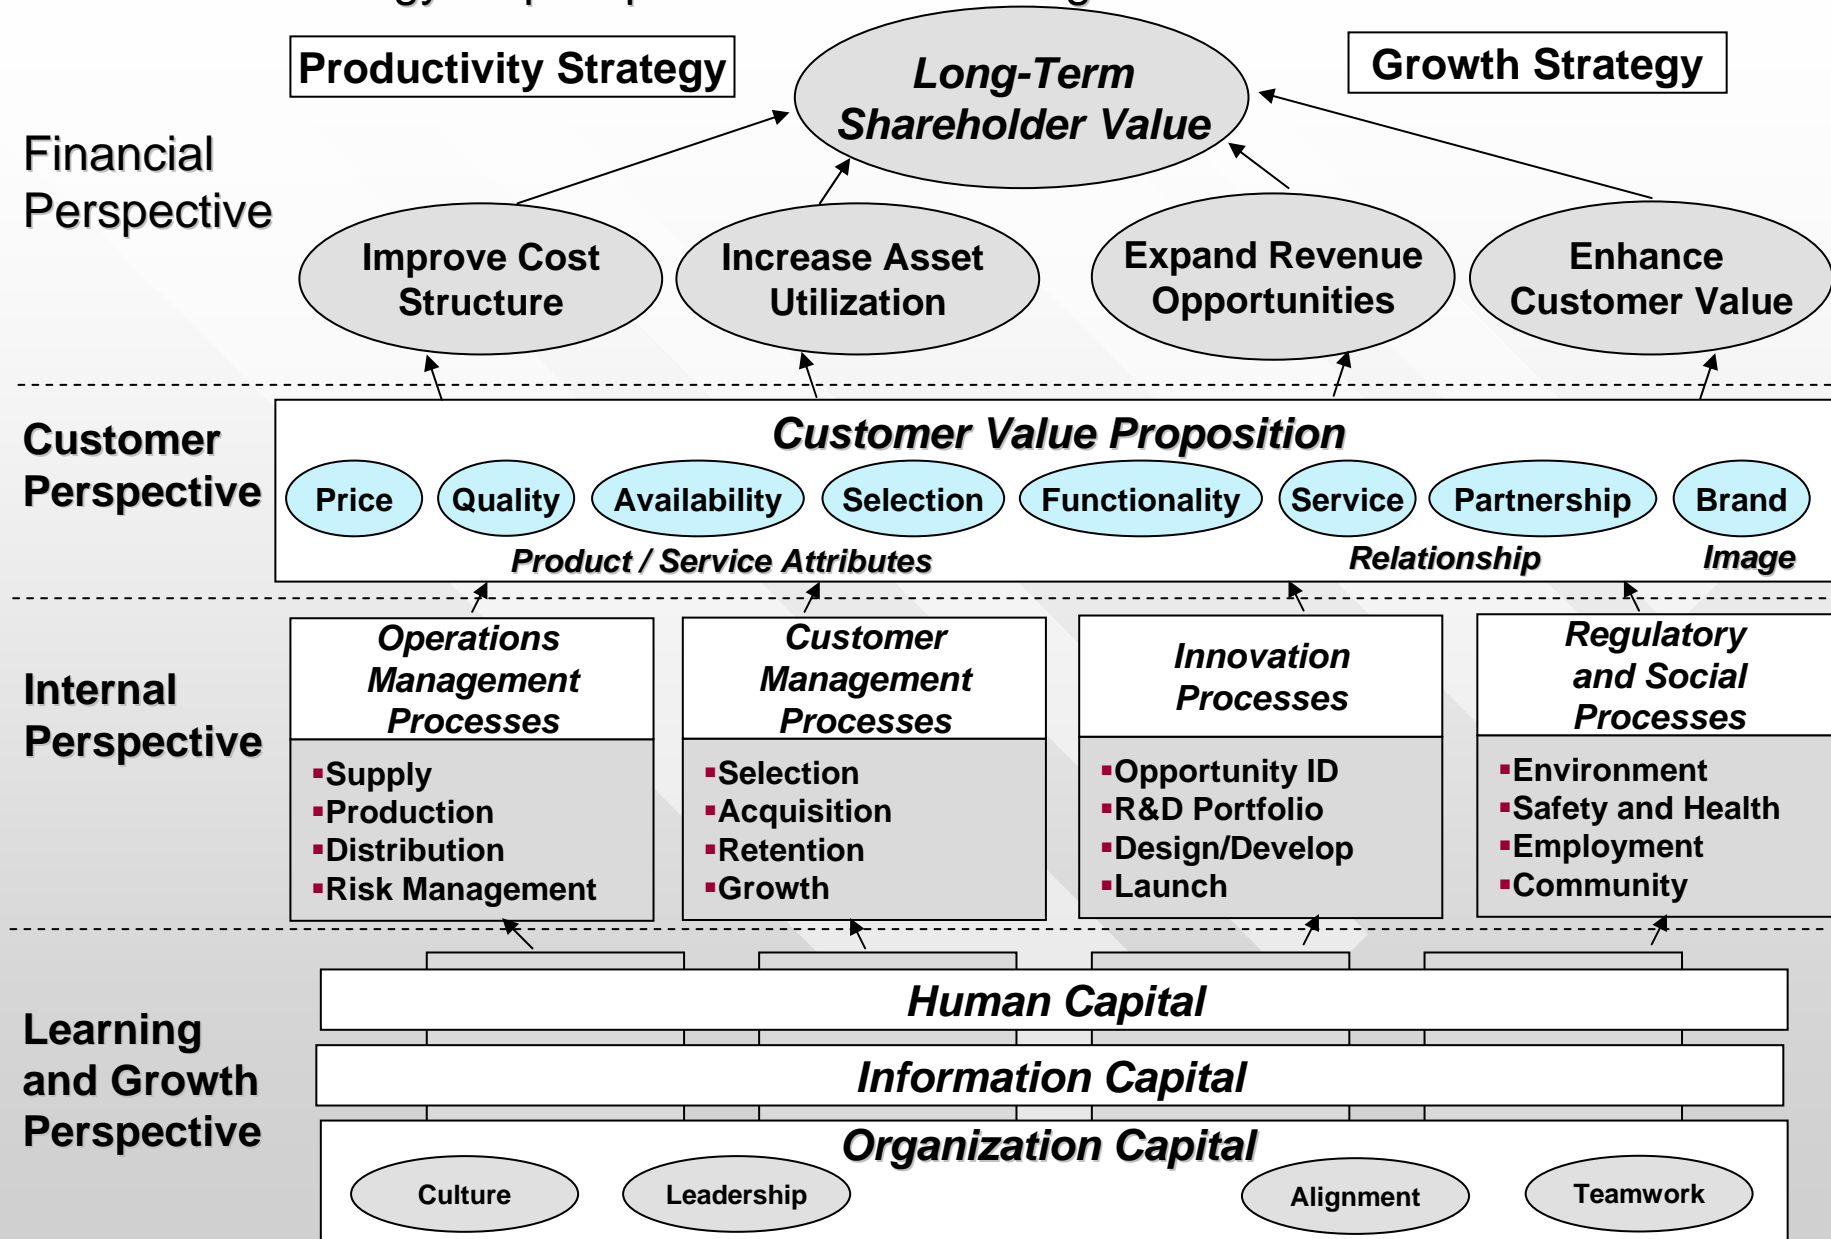 Productivity Strategy
Long-Term
Shareholder Value
Growth Strategy
Financial
Perspective
Improve Cost
Structure
Increase Asset
Utilization
Expand Revenue
Opportunities
Enhance
Customer Value
Customer
Perspective
Customer Value Proposition
Price
Quality
Availability
Selection
Functionality
Service
Partnership
Brand
Product / Service Attributes
Relationship
Image
Internal
Perspective
Operations
Management
Processes
▪Supply
▪Production
▪Distribution
▪Risk Management
Customer
Management
Processes
▪Selection
▪Acquisition
▪Retention
▪Growth
Innovation
Processes
▪Opportunity ID
▪R&D Portfolio
▪Design/Develop
▪Launch
Regulatory
and Social
Processes
▪Environment
▪Safety and Health
▪Employment
▪Community
Learning
and Growth
Perspective
Human Capital
Information Capital
Organization Capital
Culture
Leadership
Alignment
Teamwork